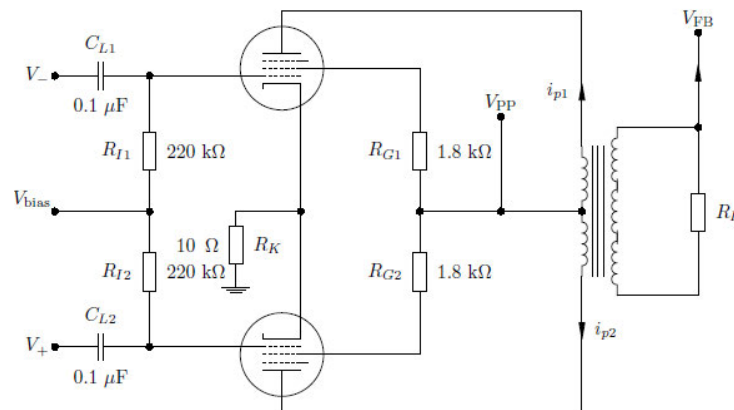 V_FB
C_L1
V_−
0.1 μF
V_PP
i_p1
R_I1 220 kΩ
R_G1 1.8 kΩ
V_bias
10 Ω R_K
R_I2 220 kΩ
R_G2 1.8 kΩ
C_L2
V_+
i_p2
0.1 μF